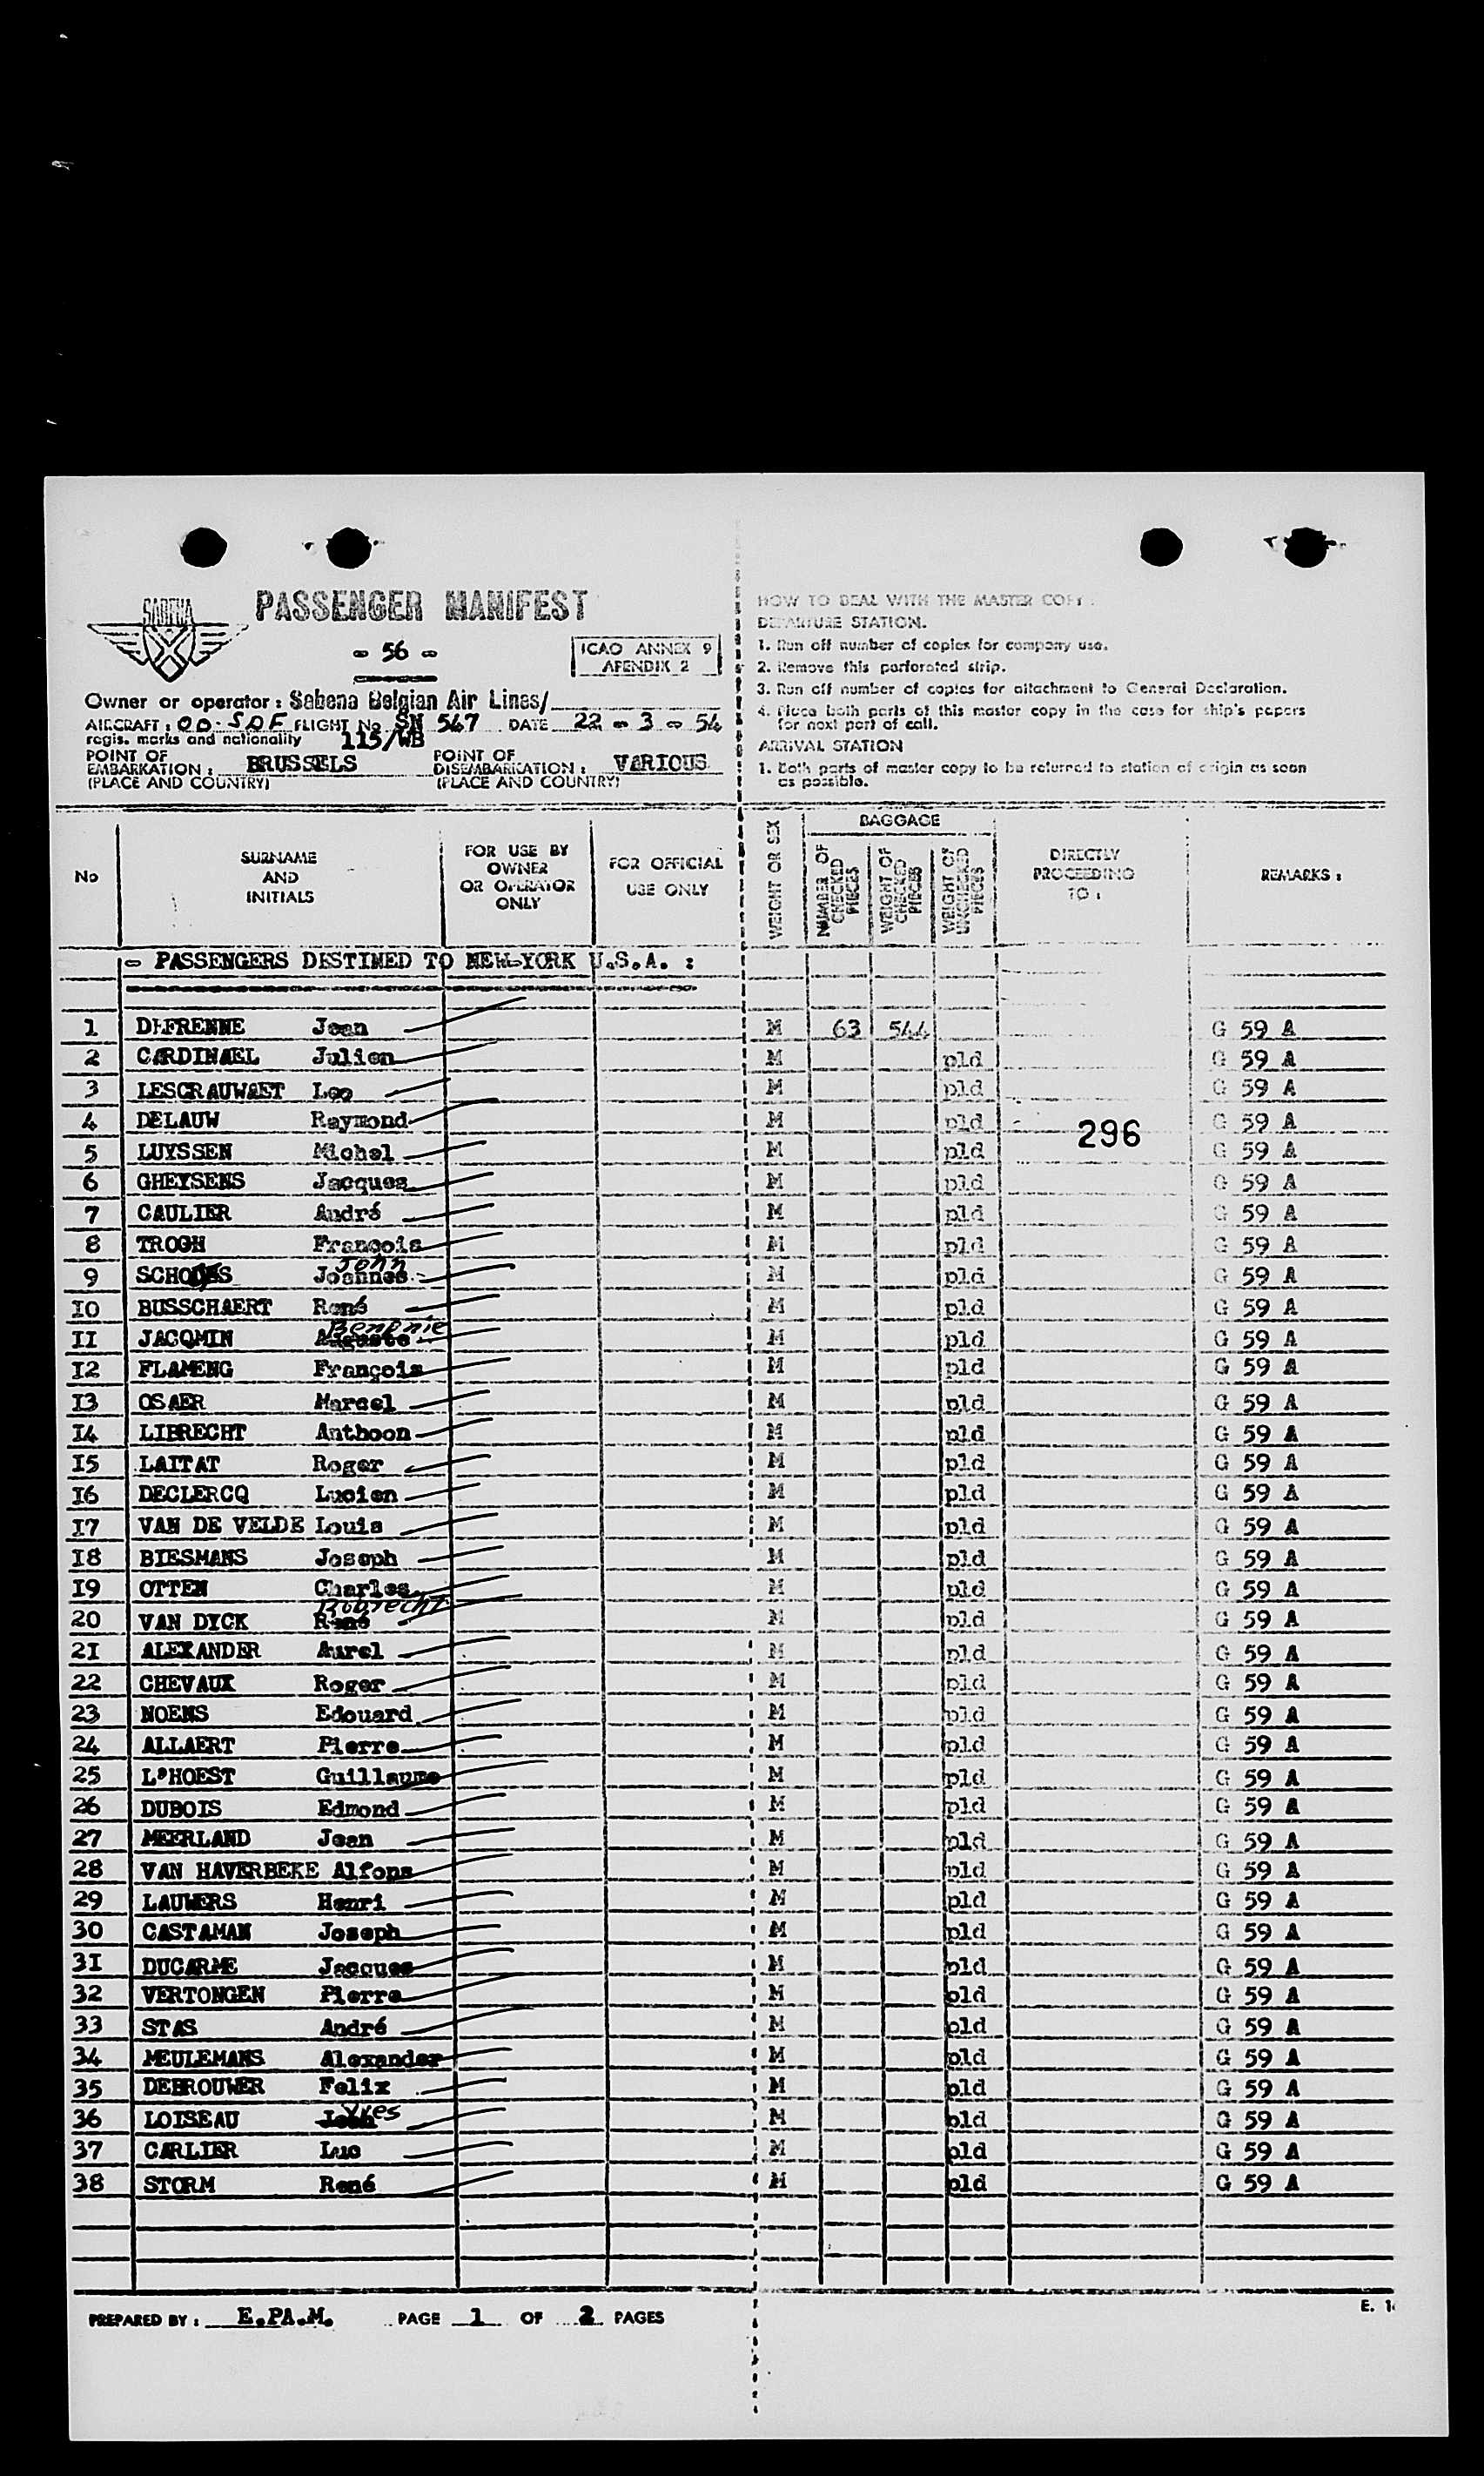 SABENA
PASSENGER MANIFEST
- 56 -
ICAO ANNEX 9
APENDIX 2
Owner or operator : Sabena Belgian Air Lines/
AIRCRAFT : OO-SDF FLIGHT No SN 547 DATE 22 - 3 - 54
regis. marks and nationality 115/WB
POINT OF EMBARKATION : BRUSSELS POINT OF DISEMBARKATION : VARIOUS
(PLACE AND COUNTRY) (PLACE AND COUNTRY)
HOW TO DEAL WITH THE MASTER COPY :
DEPARTURE STATION.
1. Run off number of copies for company use.
2. Remove this perforated strip.
3. Run off number of copies for attachment to General Declaration.
4. Place both parts of this master copy in the case for ship's papers
for next port of call.
ARRIVAL STATION
1. Both parts of master copy to be returned to station of origin as soon
as possible.
No
SURNAME
AND
INITIALS
FOR USE BY
OWNER
OR OPERATOR
ONLY
FOR OFFICIAL
USE ONLY
WEIGHT OR SEX
BAGGAGE
NUMBER OF
CHECKED
PIECES
WEIGHT OF
CHECKED
PIECES
WEIGHT OF
UNCHECKED
PIECES
DIRECTLY
PROCEEDING
TO :
REMARKS :
- PASSENGERS DESTINED TO NEW-YORK U.S.A. :
1 DEFRENNE Jean M 63 544 G 59 A
2 CARDINAEL Julien M pld G 59 A
3 LESCRAUWAET Leo M pld G 59 A
4 DELAUW Raymond M pld G 59 A
296
5 LUYSSEN Michel M pld G 59 A
6 GHEYSENS Jacques M pld G 59 A
7 CAULIER André M pld G 59 A
8 TROGH François M pld G 59 A
John
9 Joannes M pld G 59 A
10 BUSSCHAERT René M pld G 59 A
Bennnie
11 JACQMIN Auguste M pld G 59 A
12 FLAMENG François M pld G 59 A
13 OSAER Marcel M pld G 59 A
14 LIBRECHT Anthoon M pld G 59 A
15 LAITAT Roger M pld G 59 A
16 DECLERCQ Lucien M pld G 59 A
17 VAN DE VELDE Louis M pld G 59 A
18 BIESMANS Joseph M pld G 59 A
19 OTTEN Charles M pld G 59 A
Robrecht
20 VAN DYCK René M pld G 59 A
21 ALEXANDER Aurel M pld G 59 A
22 CHEVAUX Roger M pld G 59 A
23 NOENS Edouard M pld G 59 A
24 ALLAERT Pierre M pld G 59 A
25 L'HOEST Guillaume M pld G 59 A
26 DUBOIS Edmond M pld G 59 A
27 MEERLAND Jean M pld G 59 A
28 VAN HAVERBEKE Alfons M pld G 59 A
29 LAUWERS Henri M pld G 59 A
30 CASTAMAN Joseph M pld G 59 A
31 DUCARME Jacques M pld G 59 A
32 VERTONGEN Pierre M pld G 59 A
33 STAS André M pld G 59 A
34 MEULEMANS Alexander M pld G 59 A
35 DEBROUWER Felix M pld G 59 A
36 LOISEAU Jean Yves M pld G 59 A
37 CARLIER Luc M pld G 59 A
38 STORM René M pld G 59 A
PREPARED BY : E.PA.M. PAGE 1 OF 2 PAGES